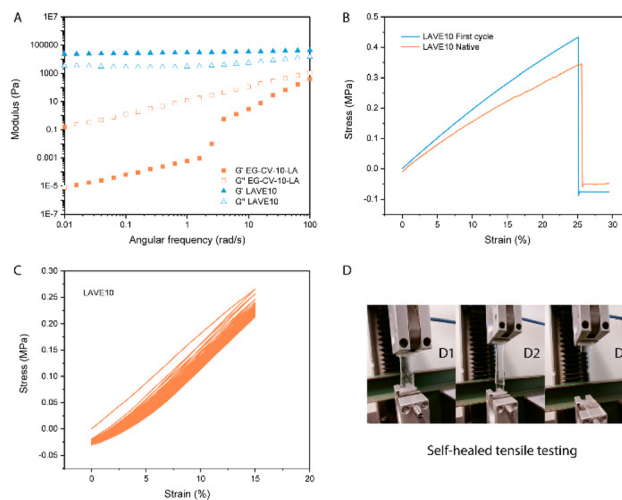 A
1E7
100000
1000
10
0.1
0.001
1E-5
1E-7
0.01
0.1
1
10
100
Modulus (Pa)
Angular frequency (rad/s)
G' EG-CV-10-LA
G'' EG-CV-10-LA
G' LAVE10
G'' LAVE10
B
LAVE10 First cycle
LAVE10 Native
0.5
0.4
0.3
0.2
0.1
0.0
-0.1
0
5
10
15
20
25
30
Stress (MPa)
Strain (%)
C
LAVE10
0.30
0.25
0.20
0.15
0.10
0.05
0.00
-0.05
0
5
10
15
20
Stress (MPa)
Strain (%)
D
D1
D2
D
Self-healed tensile testing